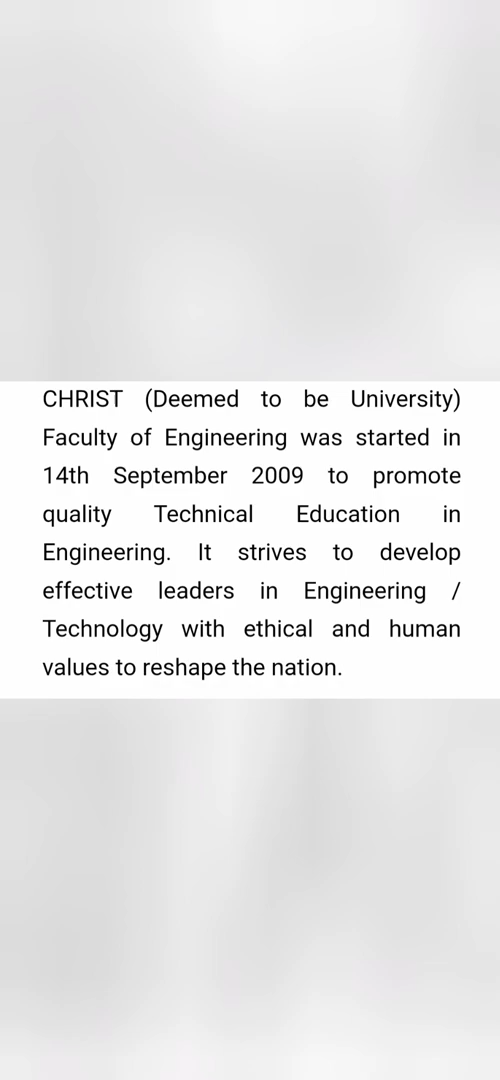 CHRIST (Deemed to be University)
Faculty of Engineering was started in
14th September 2009 to promote
quality Technical Education in
Engineering. It strives to develop
effective leaders in Engineering /
Technology with ethical and human
values to reshape the nation.